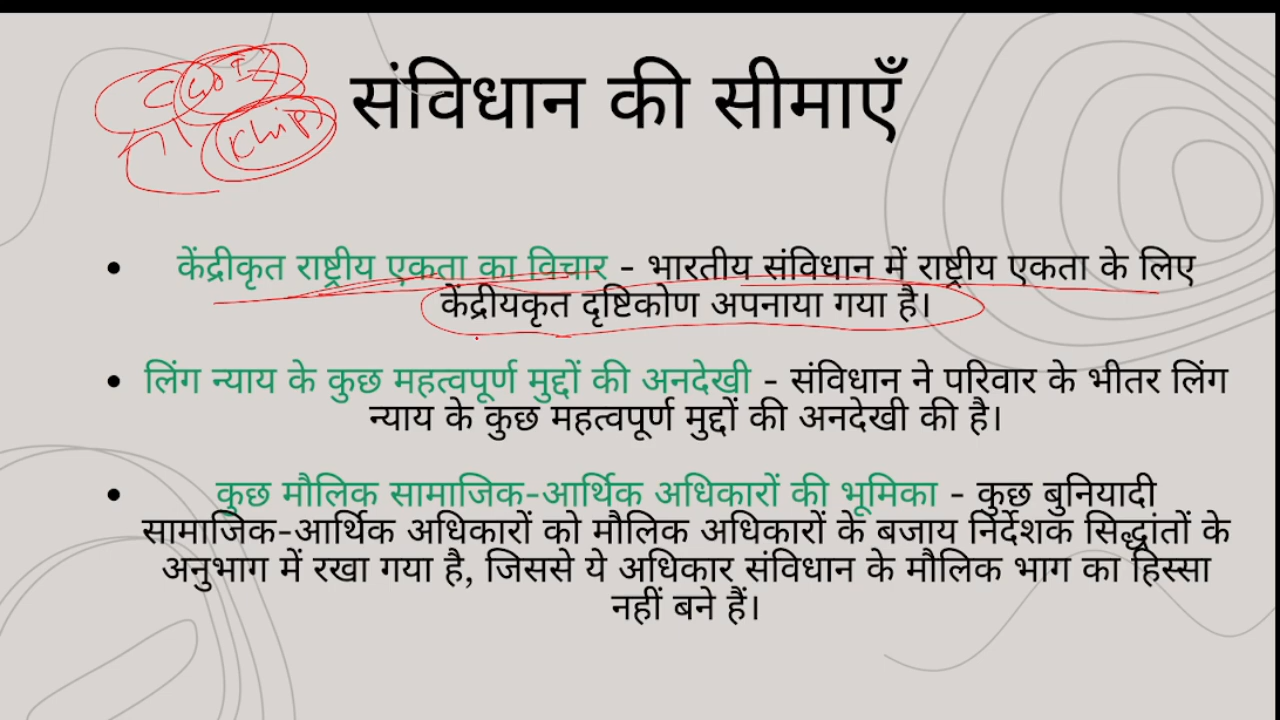 संविधान की सीमाएँ
• केंद्रीकृत राष्ट्रीय एकता का विचार - भारतीय संविधान में राष्ट्रीय एकता के लिए
केंद्रीयकृत दृष्टिकोण अपनाया गया है।
• लिंग न्याय के कुछ महत्वपूर्ण मुद्दों की अनदेखी - संविधान ने परिवार के भीतर लिंग
न्याय के कुछ महत्वपूर्ण मुद्दों की अनदेखी की है।
• कुछ मौलिक सामाजिक-आर्थिक अधिकारों की भूमिका - कुछ बुनियादी
सामाजिक-आर्थिक अधिकारों को मौलिक अधिकारों के बजाय निर्देशक सिद्धांतों के
अनुभाग में रखा गया है, जिससे ये अधिकार संविधान के मौलिक भाग का हिस्सा
नहीं बने हैं।